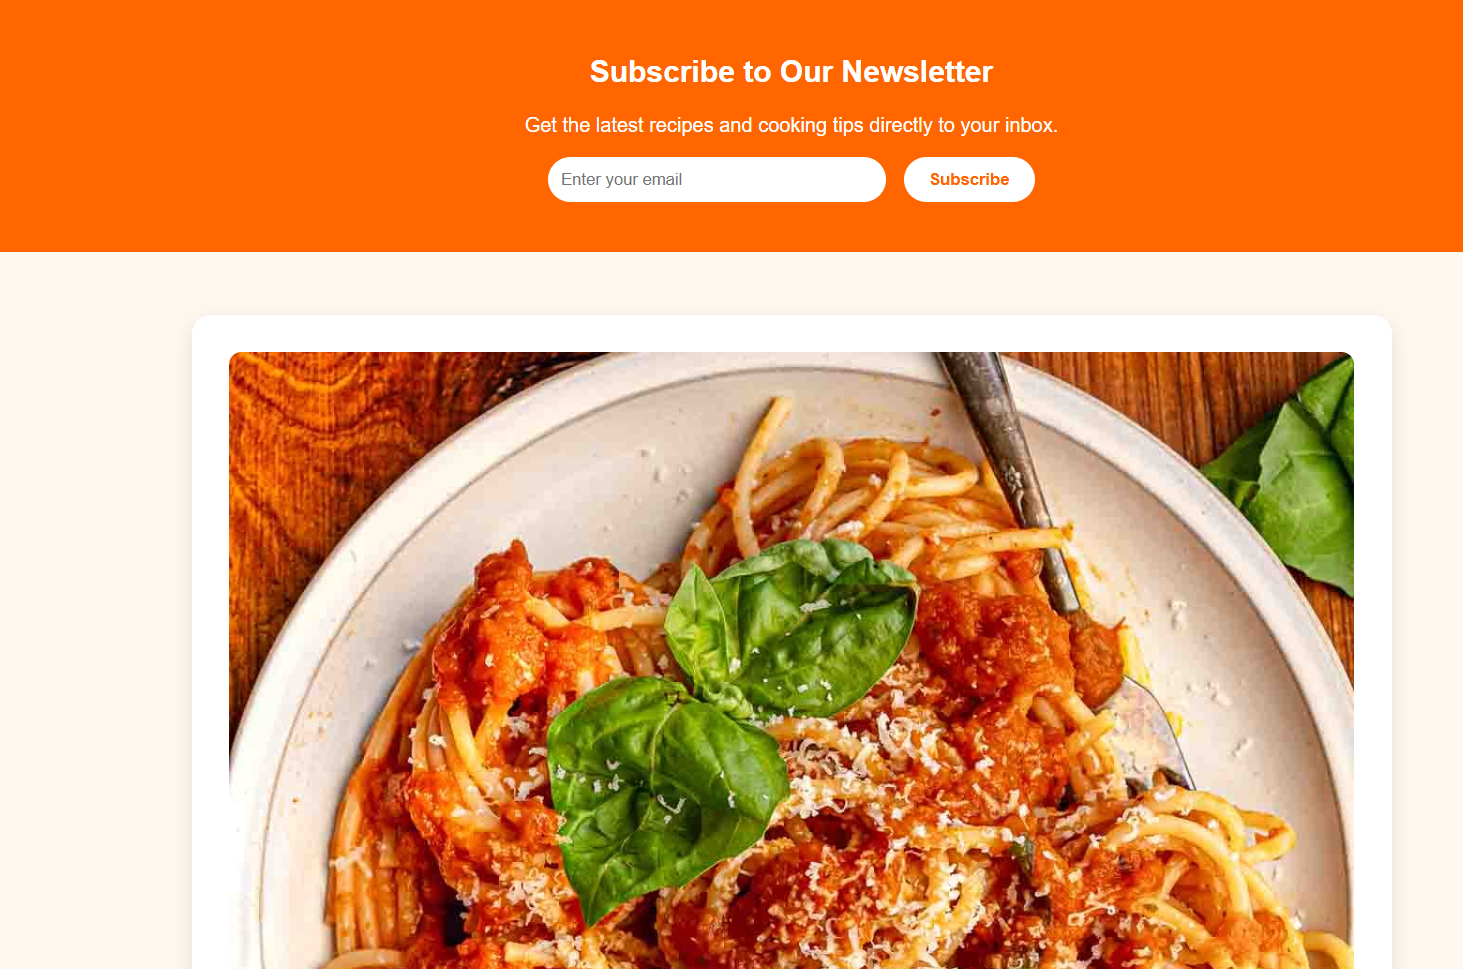 Subscribe to Our Newsletter
Get the latest recipes and cooking tips directly to your inbox.
Enter your email
Subscribe